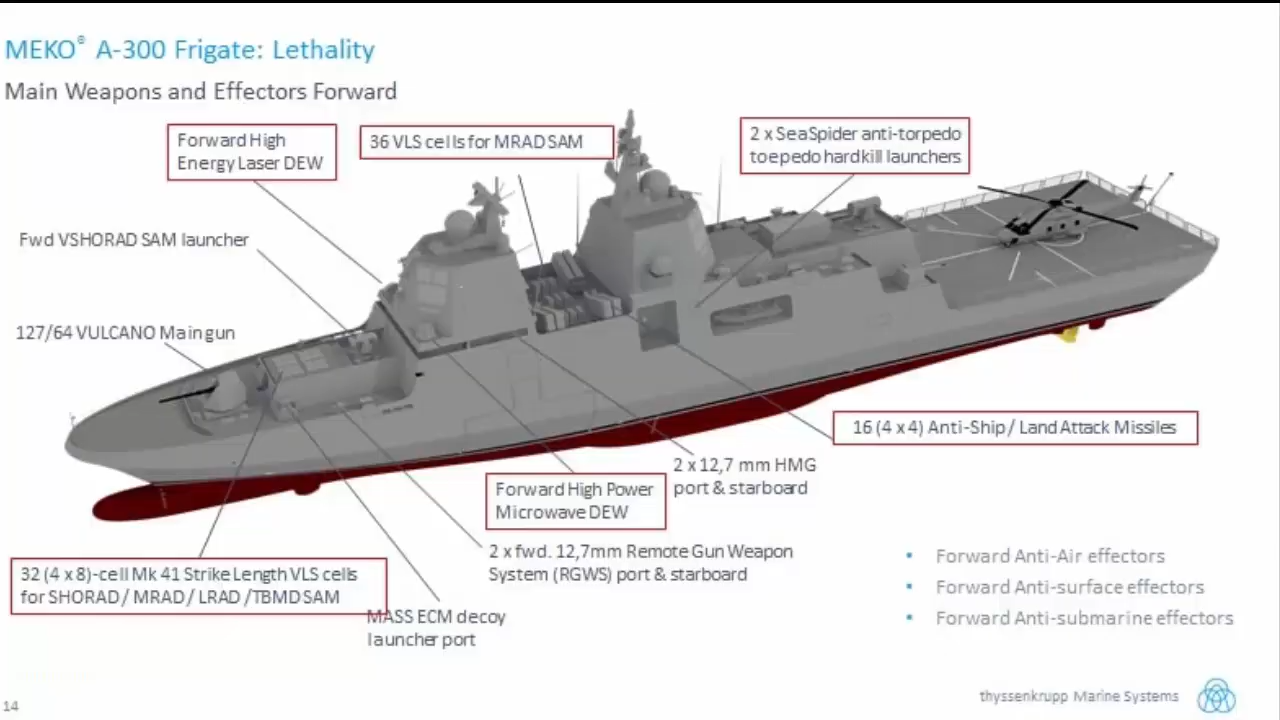 MEKO® A-300 Frigate: Lethality
Main Weapons and Effectors Forward
Forward High
Energy Laser DEW
36 VLS cells for MRAD SAM
2 x SeaSpider anti-torpedo
toepedo hardkill launchers
Fwd VSHORAD SAM launcher
127/64 VULCANO Main gun
16 (4 x 4) Anti-Ship / Land Attack Missiles
2 x 12,7 mm HMG
port & starboard
Forward High Power
Microwave DEW
2 x fwd. 12,7mm Remote Gun Weapon
System (RGWS) port & starboard
32 (4 x 8)-cell Mk 41 Strike Length VLS cells
for SHORAD / MRAD / LRAD /TBMD SAM
MASS ECM decoy
launcher port
• Forward Anti-Air effectors
• Forward Anti-surface effectors
• Forward Anti-submarine effectors
thyssenkrupp Marine Systems
14